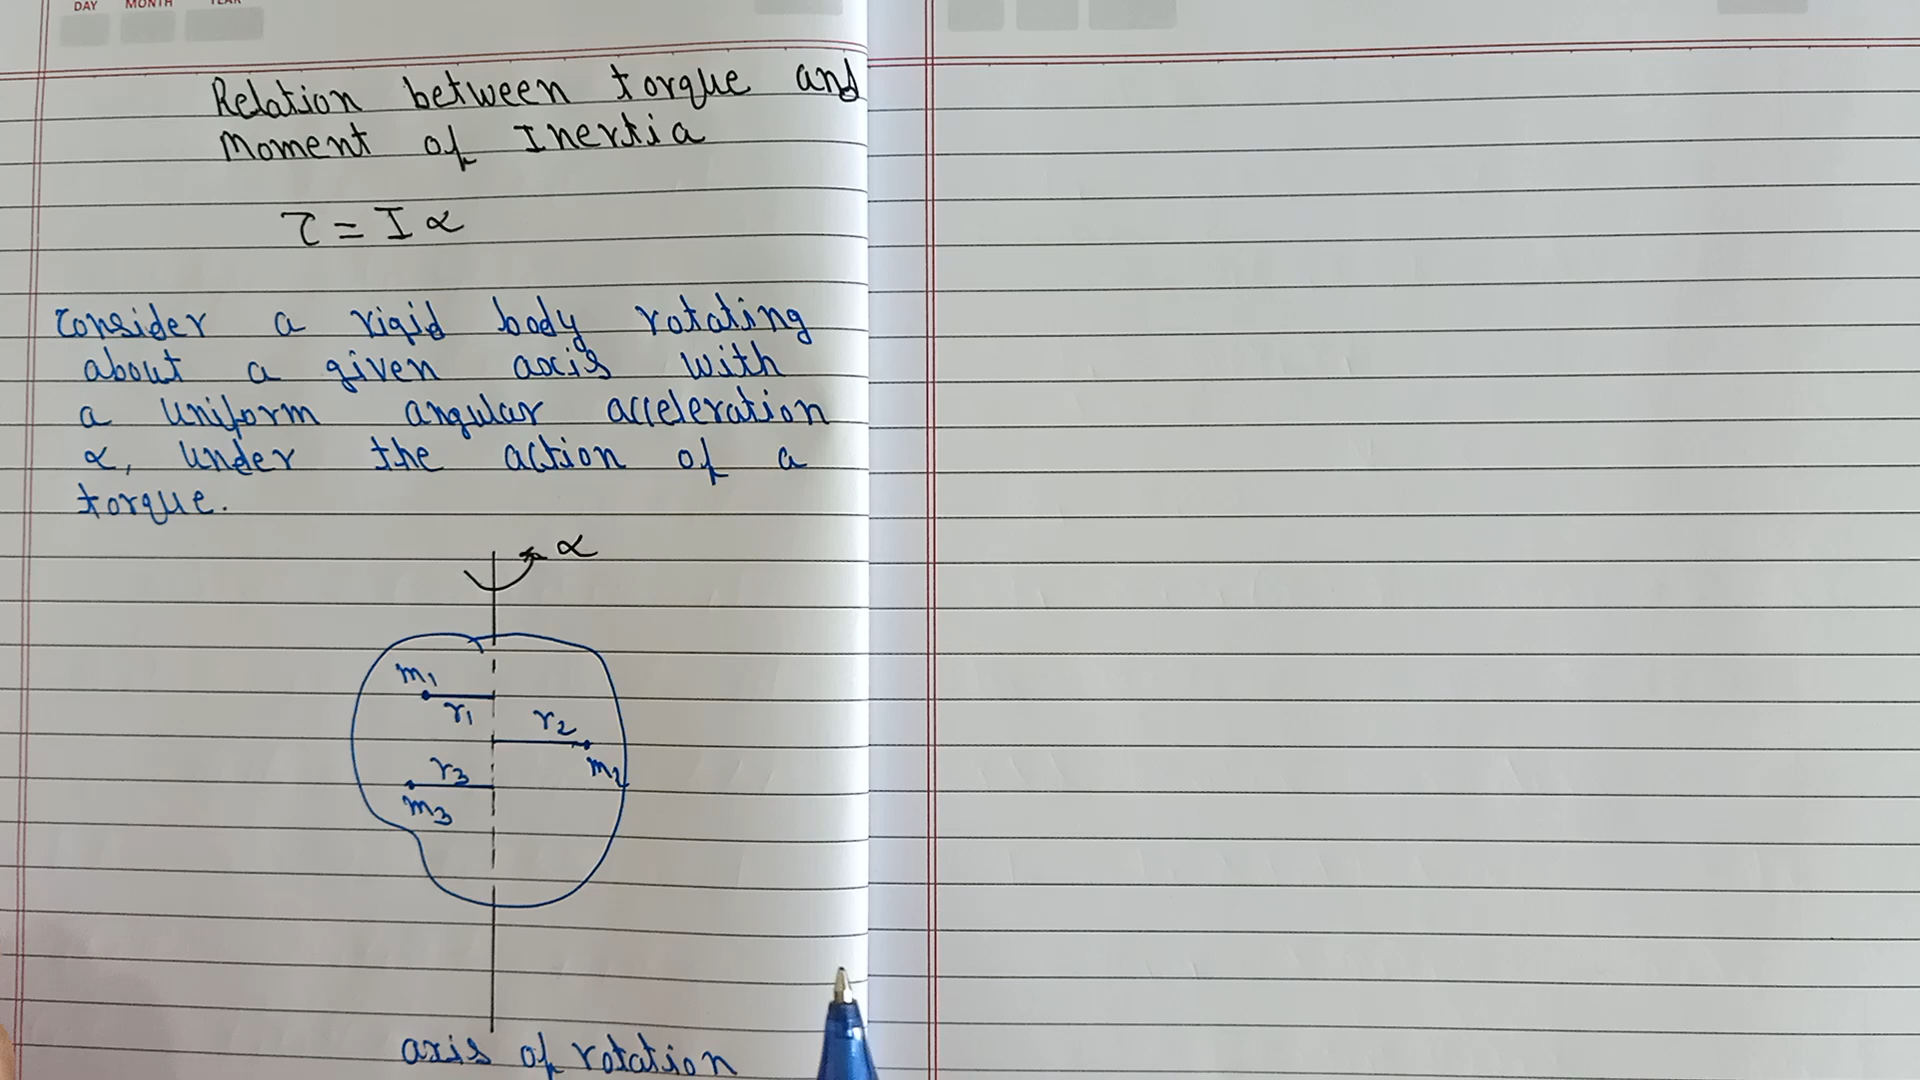 DAY MONTH YEAR
Relation between torque and
Moment of Inertia
τ = I α
Consider a rigid body rotating
about a given axis with
a uniform angular acceleration
α, under the action of a
torque.
α
m₁
r₁
r₂
m₂
r₃
m₃
axis of rotation